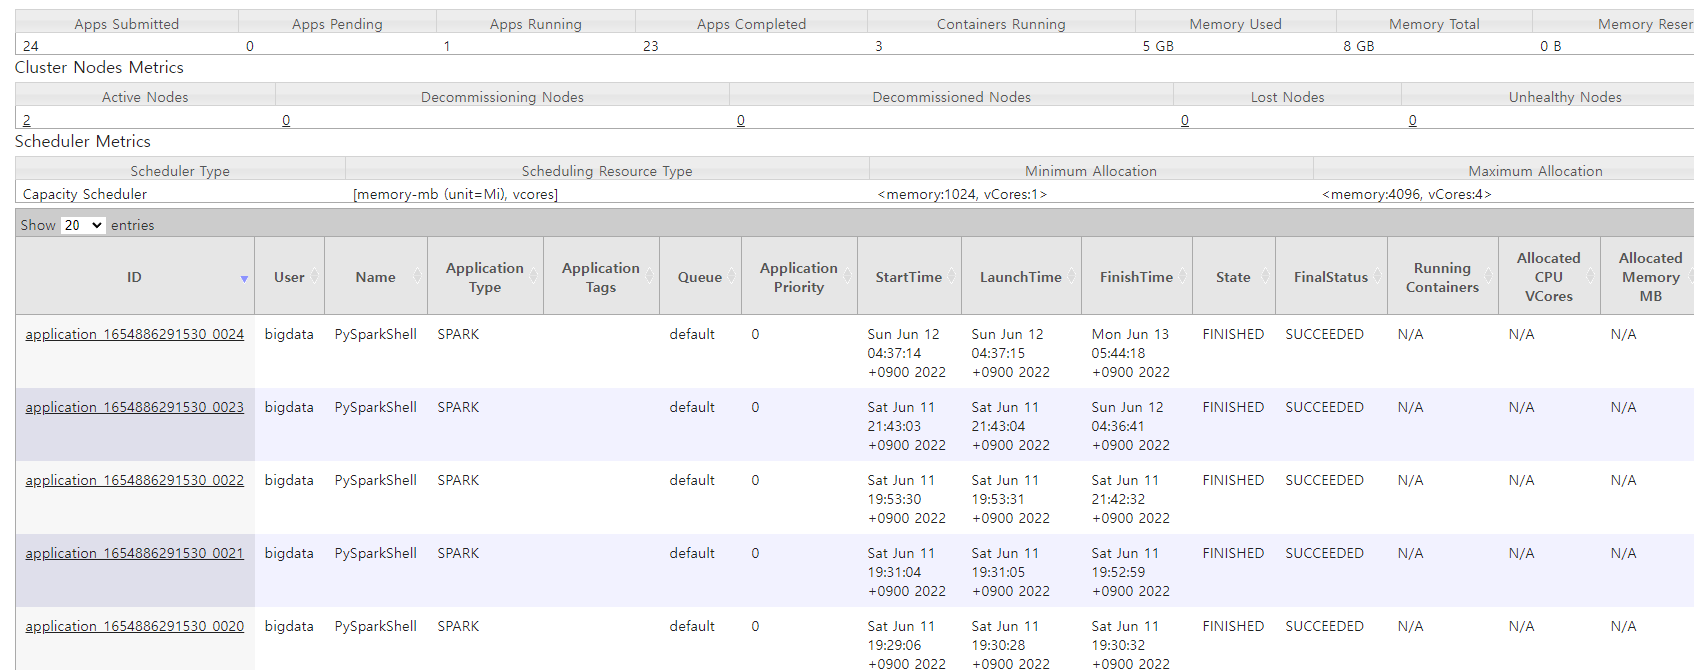 Apps Submitted Apps Pending Apps Running Apps Completed Containers Running Memory Used Memory Total Memory Reser
24 0 1 23 3 5 GB 8 GB 0 B
Cluster Nodes Metrics
Active Nodes Decommissioning Nodes Decommissioned Nodes Lost Nodes Unhealthy Nodes
2 0 0 0 0
Scheduler Metrics
Scheduler Type Scheduling Resource Type Minimum Allocation Maximum Allocation
Capacity Scheduler [memory-mb (unit=Mi), vcores] <memory:1024, vCores:1> <memory:4096, vCores:4>
Show 20 entries
ID User Name Application Type Application Tags Queue Application Priority StartTime LaunchTime FinishTime State FinalStatus Running Containers Allocated CPU VCores Allocated Memory MB
application_1654886291530_0024 bigdata PySparkShell SPARK default 0 Sun Jun 12 Sun Jun 12 Mon Jun 13 FINISHED SUCCEEDED N/A N/A N/A
04:37:14 04:37:15 05:44:18
+0900 2022 +0900 2022 +0900 2022
application_1654886291530_0023 bigdata PySparkShell SPARK default 0 Sat Jun 11 Sat Jun 11 Sun Jun 12 FINISHED SUCCEEDED N/A N/A N/A
21:43:03 21:43:04 04:36:41
+0900 2022 +0900 2022 +0900 2022
application_1654886291530_0022 bigdata PySparkShell SPARK default 0 Sat Jun 11 Sat Jun 11 Sat Jun 11 FINISHED SUCCEEDED N/A N/A N/A
19:53:30 19:53:31 21:42:32
+0900 2022 +0900 2022 +0900 2022
application_1654886291530_0021 bigdata PySparkShell SPARK default 0 Sat Jun 11 Sat Jun 11 Sat Jun 11 FINISHED SUCCEEDED N/A N/A N/A
19:31:04 19:31:05 19:52:59
+0900 2022 +0900 2022 +0900 2022
application_1654886291530_0020 bigdata PySparkShell SPARK default 0 Sat Jun 11 Sat Jun 11 Sat Jun 11 FINISHED SUCCEEDED N/A N/A N/A
19:29:06 19:30:28 19:30:32
+0900 2022 +0900 2022 +0900 2022